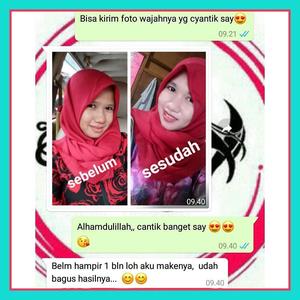 Bisa kirim foto wajahnya yg cyantik say😍
09.21
sebelum
sesudah
09.40
Alhamdulillah,, cantik banget say 😍😍
😘
09.40
Belm hampir 1 bln loh aku makenya, udah
bagus hasilnya... 😊😊
09.40